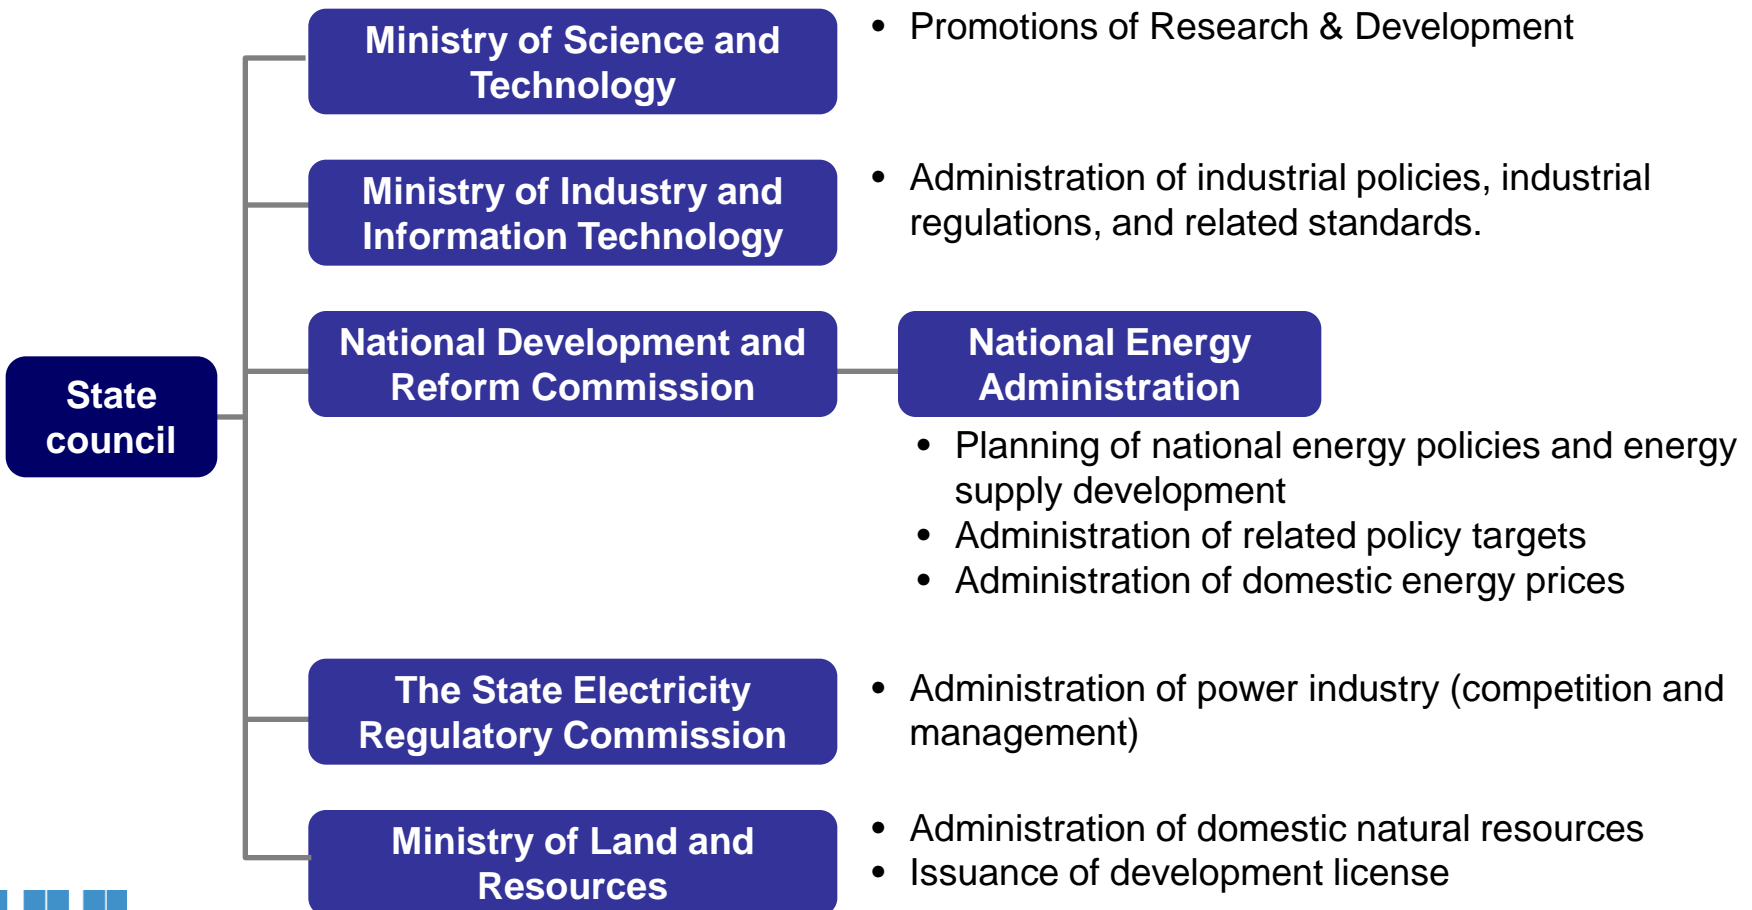 Ministry of Science and
Technology
• Promotions of Research & Development
Ministry of Industry and
Information Technology
• Administration of industrial policies, industrial
regulations, and related standards.
State
council
National Development and
Reform Commission
National Energy
Administration
• Planning of national energy policies and energy
supply development
• Administration of related policy targets
• Administration of domestic energy prices
The State Electricity
Regulatory Commission
• Administration of power industry (competition and
management)
Ministry of Land and
Resources
• Administration of domestic natural resources
• Issuance of development license